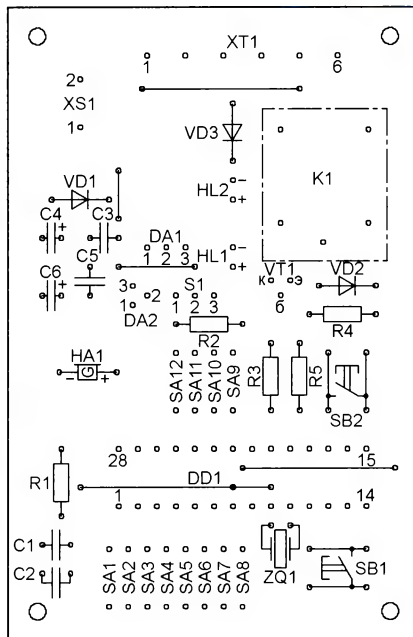 XT1
1 6
2
XS1
1
VD3
K1
HL2 - +
VD1
C4 + C3
DA1
1 2 3
HL1 - +
C6 + C5
к VT1 э
б
VD2
3
1 2
DA2
S1
1 2 3
R2
R4
HA1
- G +
SA12 SA11 SA10 SA9
R3 R5
SB2
28 15
R1
DD1
1 14
C1
C2
SA1 SA2 SA3 SA4 SA5 SA6 SA7 SA8
ZQ1
SB1